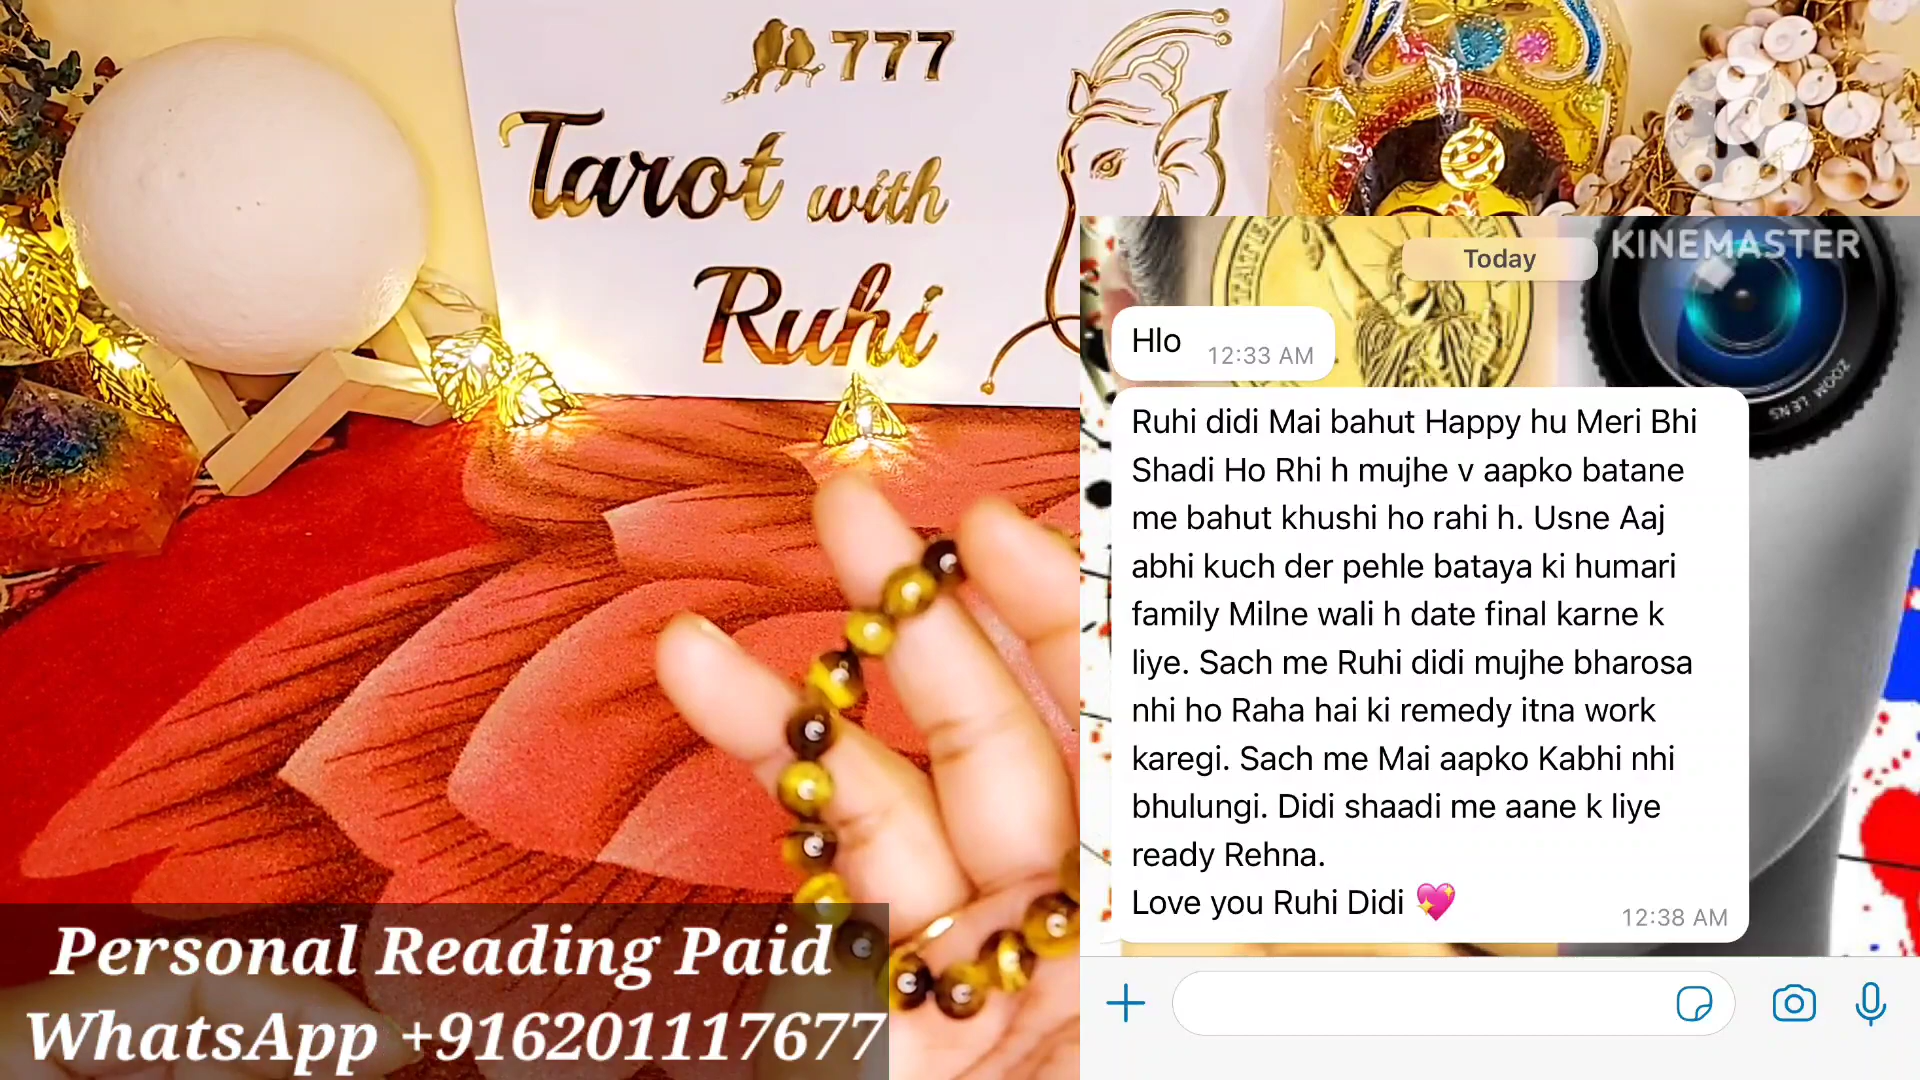 777
Tarot with
Ruhi
KINEMASTER
Today
ZOOM LENS
Hlo 12:33 AM
Ruhi didi Mai bahut Happy hu Meri Bhi
Shadi Ho Rhi h mujhe v aapko batane
me bahut khushi ho rahi h. Usne Aaj
abhi kuch der pehle bataya ki humari
family Milne wali h date final karne k
liye. Sach me Ruhi didi mujhe bharosa
nhi ho Raha hai ki remedy itna work
karegi. Sach me Mai aapko Kabhi nhi
bhulungi. Didi shaadi me aane k liye
ready Rehna.
Love you Ruhi Didi 💖
12:38 AM
Personal Reading Paid
WhatsApp +916201117677